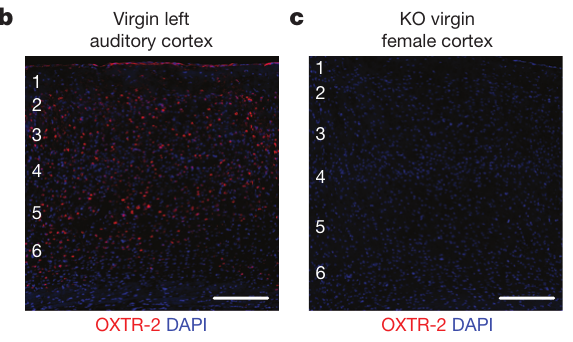 b
Virgin left
auditory cortex
1
2
3
4
5
6
OXTR-2 DAPI
c
KO virgin
female cortex
1
2
3
4
5
6
OXTR-2 DAPI